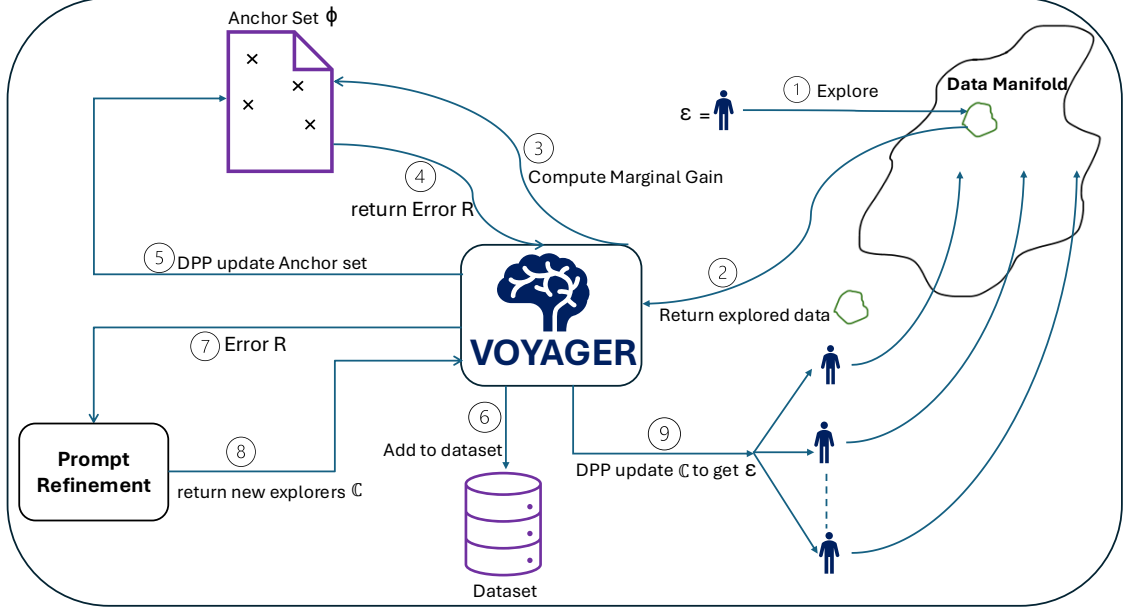 Anchor Set ϕ
Data Manifold
1 Explore
ε =
3
Compute Marginal Gain
4
return Error R
5 DPP update Anchor set
2
Return explored data
VOYAGER
7 Error R
6
Add to dataset
8
return new explorers ℂ
9
DPP update ℂ to get ε
Prompt
Refinement
Dataset